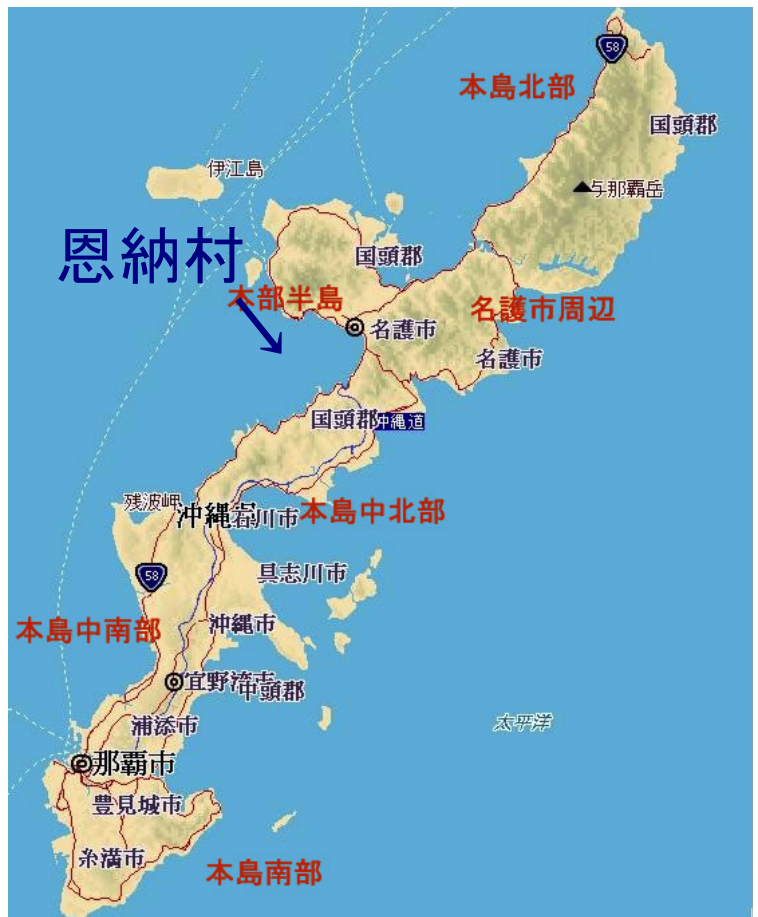 58
本島北部
国頭郡
伊江島
与那覇岳
恩納村
国頭郡
本部半島
名護市周辺
名護市
名護市
国頭郡
沖縄道
残波岬
沖縄
石川市
本島中北部
58
具志川市
沖縄市
本島中南部
宜野湾市
中頭郡
浦添市
太平洋
那覇市
豊見城市
糸満市
本島南部